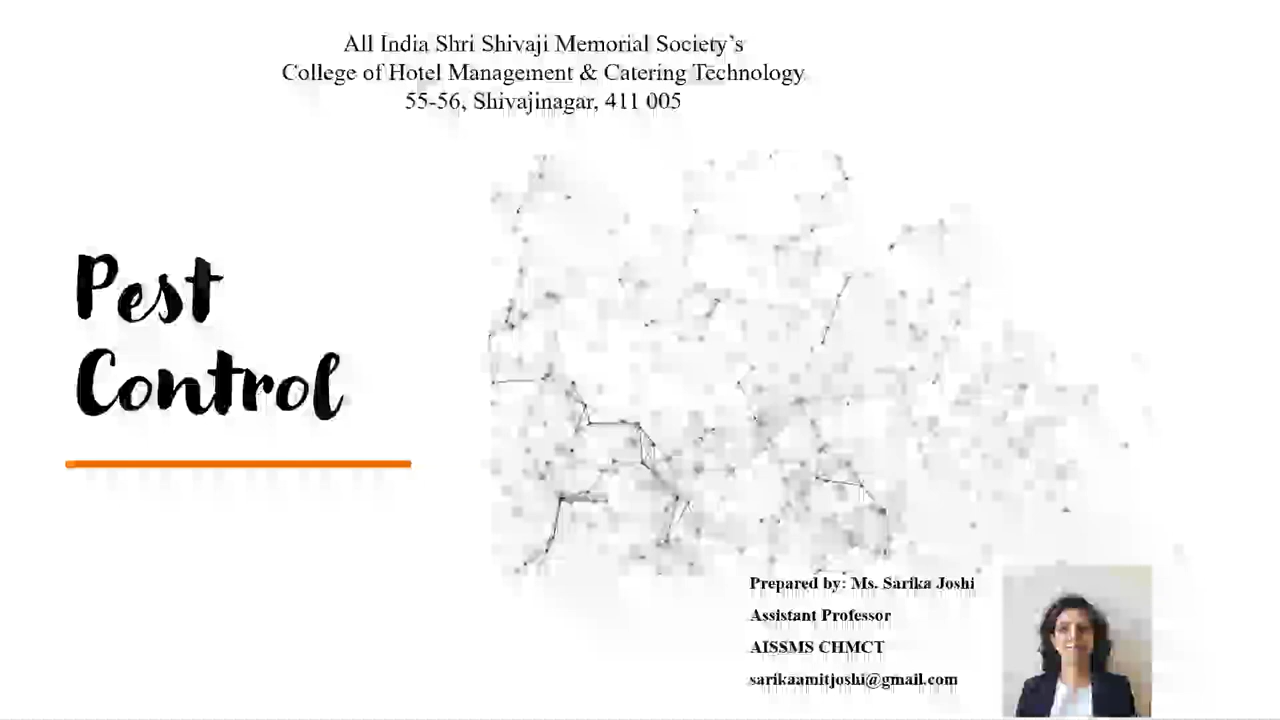 All India Shri Shivaji Memorial Society's
College of Hotel Management & Catering Technology
55-56, Shivajinagar, 411 005
Pest
Control
Prepared by: Ms. Sarika Joshi
Assistant Professor
AISSMS CHMCT
sarikaamitjoshi@gmail.com